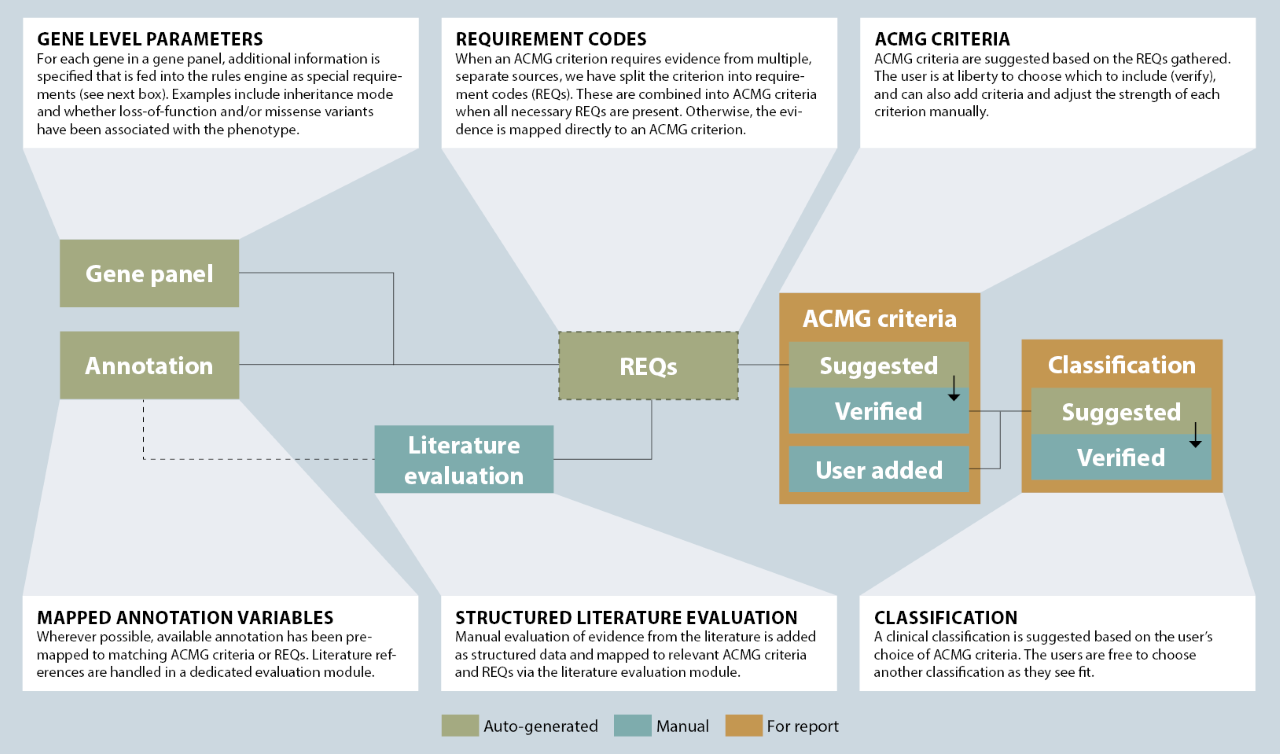 GENE LEVEL PARAMETERS
For each gene in a gene panel, additional information is
specified that is fed into the rules engine as special require-
ments (see next box). Examples include inheritance mode
and whether loss-of-function and/or missense variants
have been associated with the phenotype.
REQUIREMENT CODES
When an ACMG criterion requires evidence from multiple,
separate sources, we have split the criterion into require-
ment codes (REQs). These are combined into ACMG criteria
when all necessary REQs are present. Otherwise, the evi-
dence is mapped directly to an ACMG criterion.
ACMG CRITERIA
ACMG criteria are suggested based on the REQs gathered.
The user is at liberty to choose which to include (verify),
and can also add criteria and adjust the strength of each
criterion manually.
Gene panel
Annotation
Literature
evaluation
REQs
ACMG criteria
Suggested
Verified
User added
Classification
Suggested
Verified
MAPPED ANNOTATION VARIABLES
Wherever possible, available annotation has been pre-
mapped to matching ACMG criteria or REQs. Literature ref-
erences are handled in a dedicated evaluation module.
STRUCTURED LITERATURE EVALUATION
Manual evaluation of evidence from the literature is added
as structured data and mapped to relevant ACMG criteria
and REQs via the literature evaluation module.
CLASSIFICATION
A clinical classification is suggested based on the user’s
choice of ACMG criteria. The users are free to choose
another classification as they see fit.
Auto-generated
Manual
For report